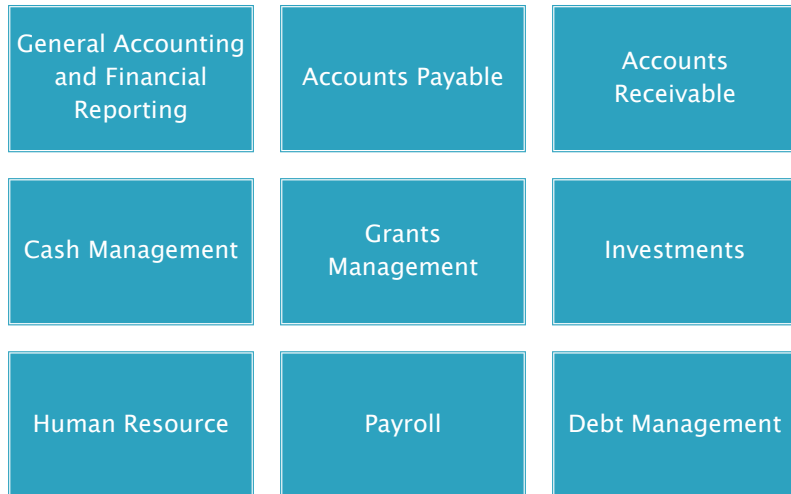 General Accounting
and Financial
Reporting
Accounts Payable
Accounts
Receivable
Cash Management
Grants
Management
Investments
Human Resource
Payroll
Debt Management